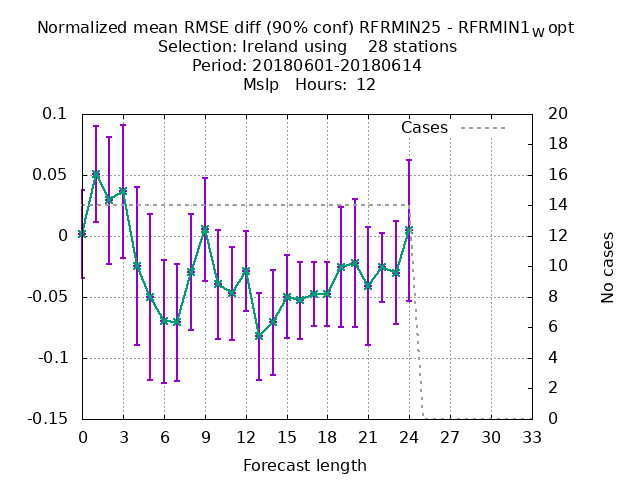 Normalized mean RMSE diff (90% conf) RFRMIN25 - RFRMIN1w opt
Selection: Ireland using 28 stations
Period: 20180601-20180614
Mslp Hours: 12
0.1
0.05
0
-0.05
-0.1
-0.15
Cases
20
18
16
14
12
10
8
6
4
2
0
No cases
0 3 6 9 12 15 18 21 24 27 30 33
Forecast length